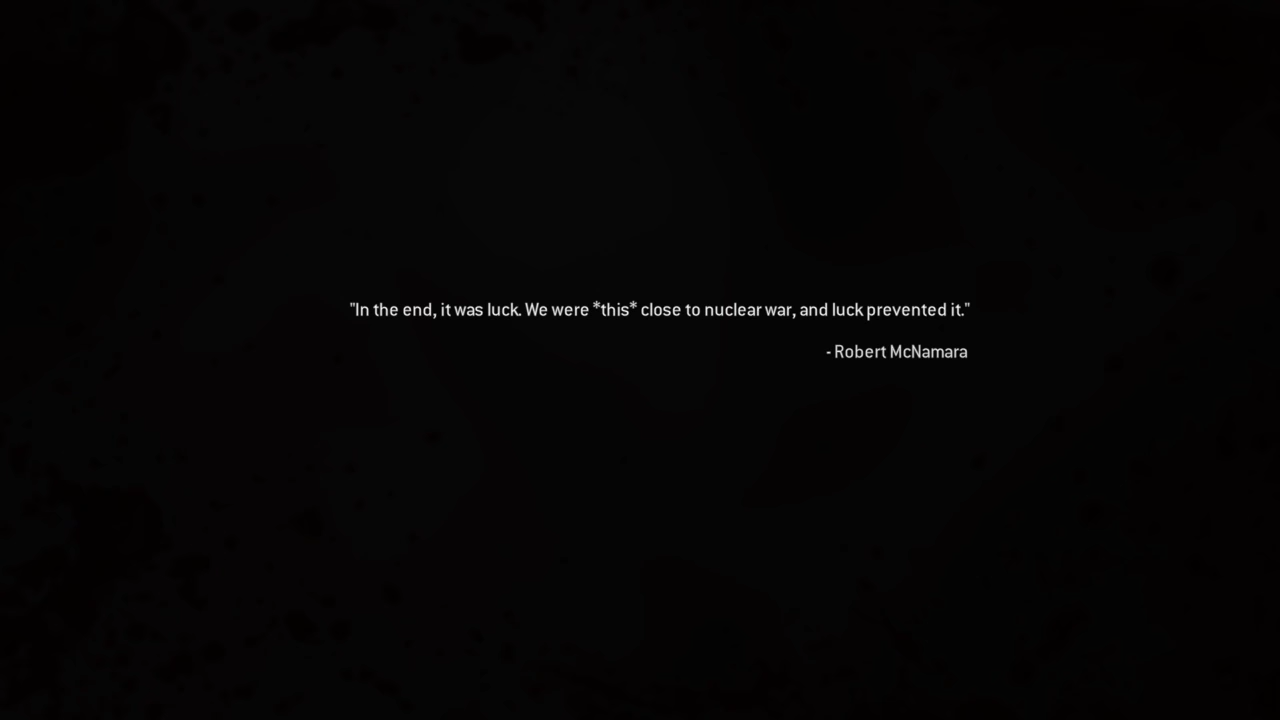 "In the end, it was luck. We were *this* close to nuclear war, and luck prevented it."
- Robert McNamara